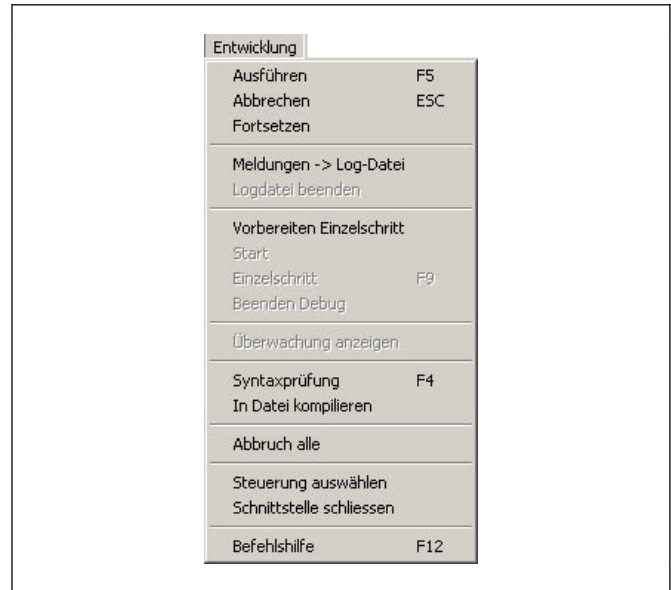 Entwicklung
Ausführen F5
Abbrechen ESC
Fortsetzen
Meldungen -> Log-Datei
Logdatei beenden
Vorbereiten Einzelschritt
Start
Einzelschritt F9
Beenden Debug
Überwachung anzeigen
Syntaxprüfung F4
In Datei kompilieren
Abbruch alle
Steuerung auswählen
Schnittstelle schliessen
Befehlshilfe F12